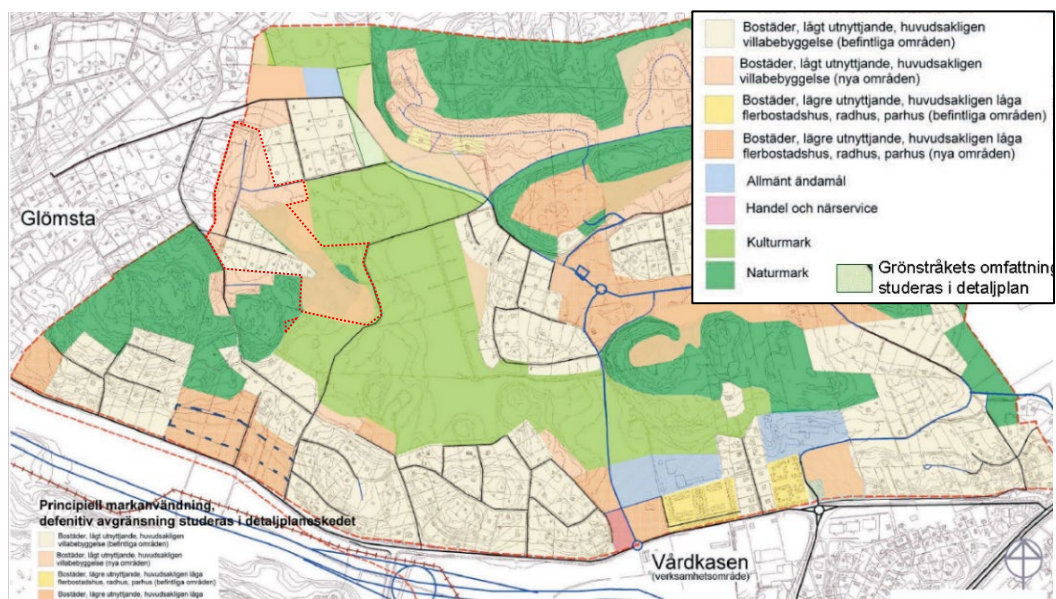 Bostäder, lågt utnyttjande, huvudsakligen
villabebyggelse (befintliga områden)
Bostäder, lågt utnyttjande, huvudsakligen
villabebyggelse (nya områden)
Bostäder, lägre utnyttjande, huvudsakligen låga
flerbostadshus, radhus, parhus (befintliga områden)
Bostäder, lägre utnyttjande, huvudsakligen låga
flerbostadshus, radhus, parhus (nya områden)
Allmänt ändamål
Handel och närservice
Kulturmark
Naturmark
Grönstråkets omfattning
studeras i detaljplan
Glömsta
Vårdkasen
(verksamhetsområde)
Principiell markanvändning,
defenitiv avgränsning studeras i detaljplaneskedet
Bostäder, lågt utnyttjande, huvudsakligen
villabebyggelse (befintliga områden)
Bostäder, lågt utnyttjande, huvudsakligen
villabebyggelse (nya områden)
Bostäder, lägre utnyttjande, huvudsakligen låga
flerbostadshus, radhus, parhus (befintliga områden)
Bostäder, lägre utnyttjande, huvudsakligen låga